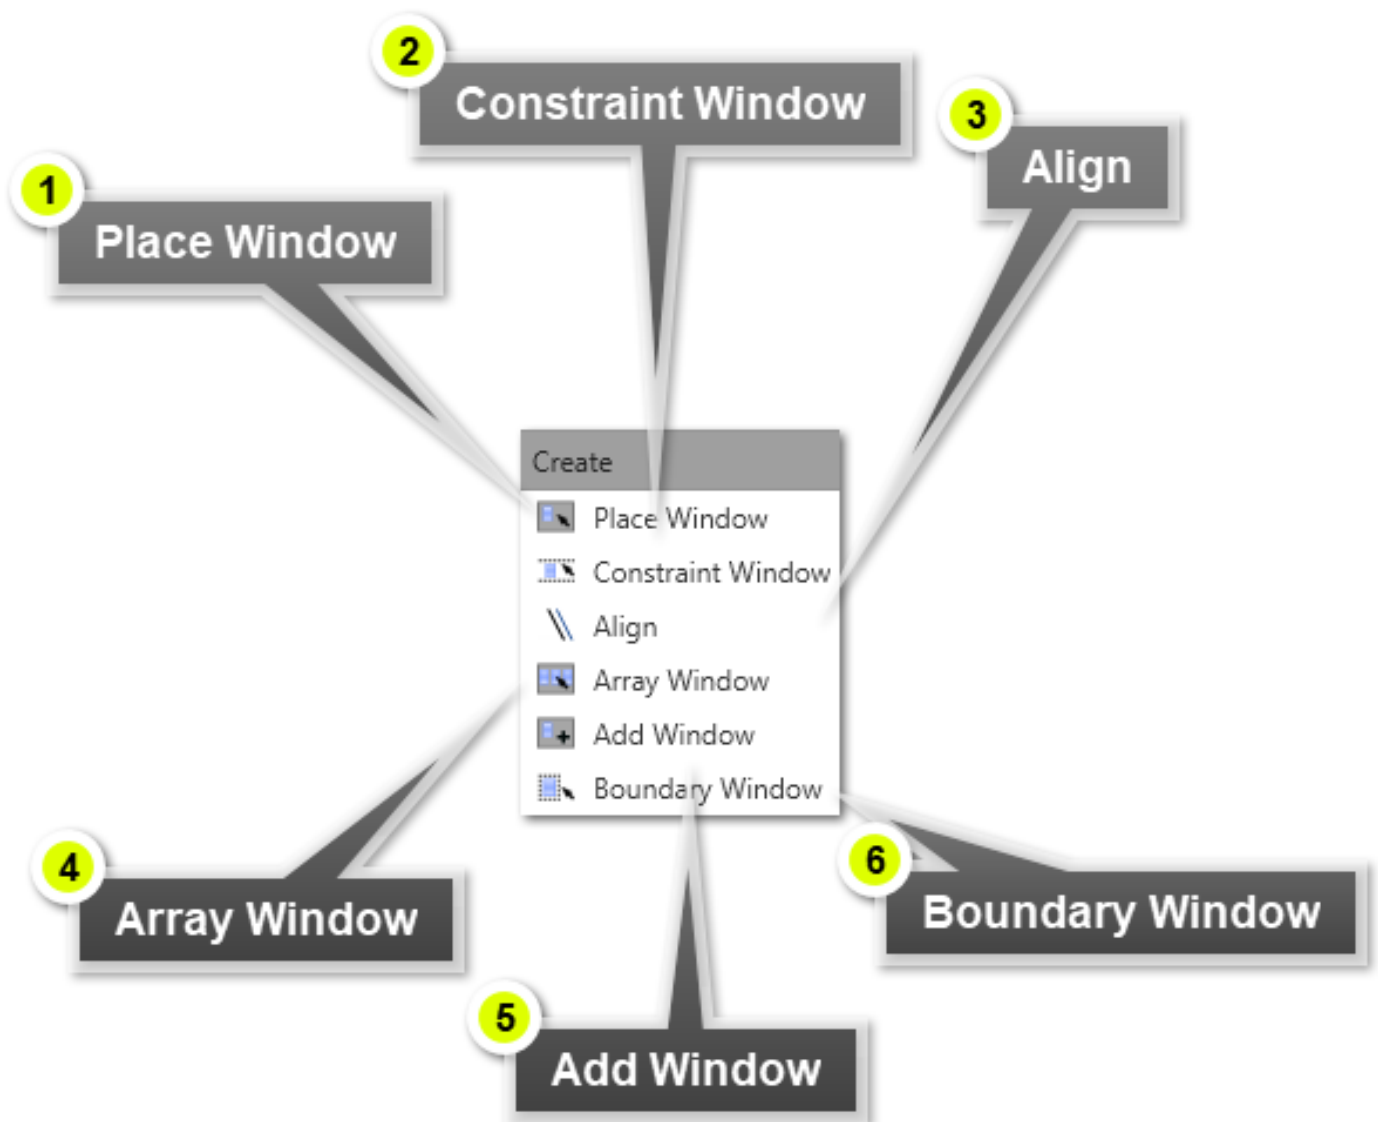 1
Place Window
2
Constraint Window
3
Align
Create
Place Window
Constraint Window
Align
Array Window
Add Window
Boundary Window
4
Array Window
5
Add Window
6
Boundary Window